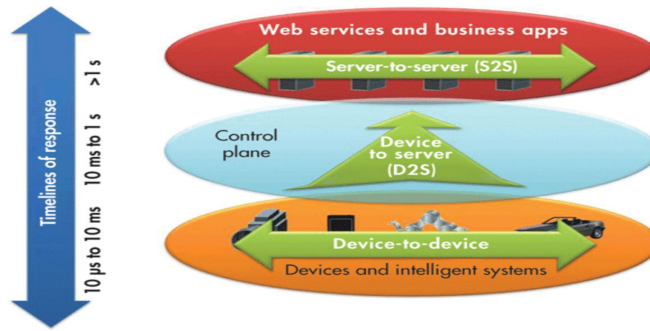 Timelines of response
>1 s
10 ms to 1 s
10 µs to 10 ms
Web services and business apps
Server-to-server (S2S)
Control
plane
Device
to server
(D2S)
Device-to-device
Devices and intelligent systems